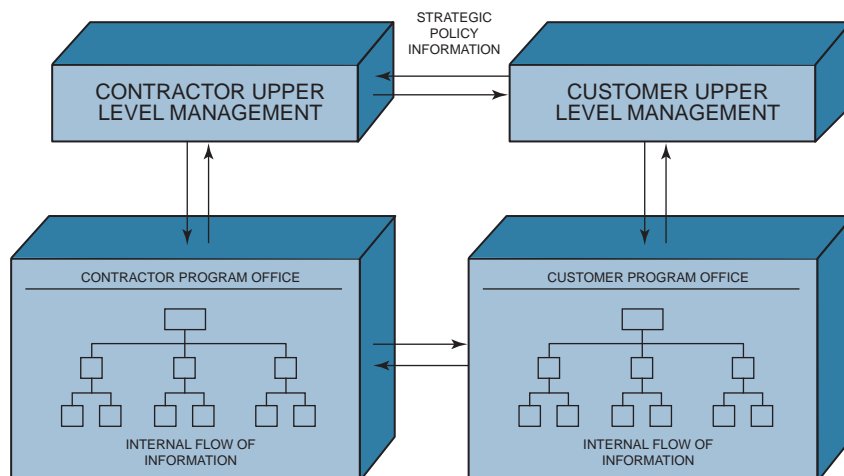 STRATEGIC
POLICY
INFORMATION
CONTRACTOR UPPER
LEVEL MANAGEMENT
CUSTOMER UPPER
LEVEL MANAGEMENT
CONTRACTOR PROGRAM OFFICE
INTERNAL FLOW OF
INFORMATION
CUSTOMER PROGRAM OFFICE
INTERNAL FLOW OF
INFORMATION